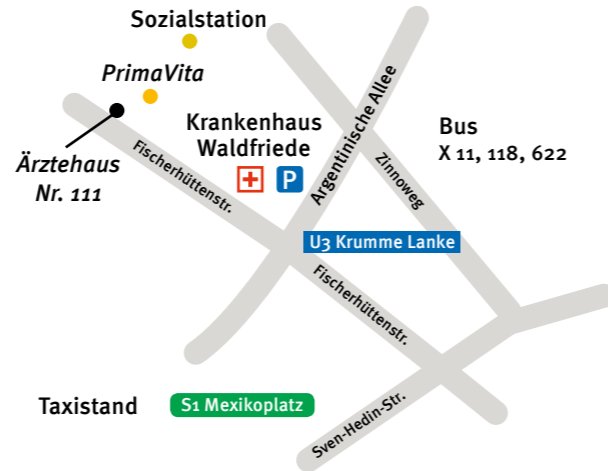 Sozialstation
PrimaVita
Ärztehaus
Nr. 111
Krankenhaus
Waldfriede
P
Fischerhüttenstr.
Argentinische Allee
Zinnoweg
Bus
X 11, 118, 622
U3 Krumme Lanke
Fischerhüttenstr.
Taxistand
S1 Mexikoplatz
Sven-Hedin-Str.